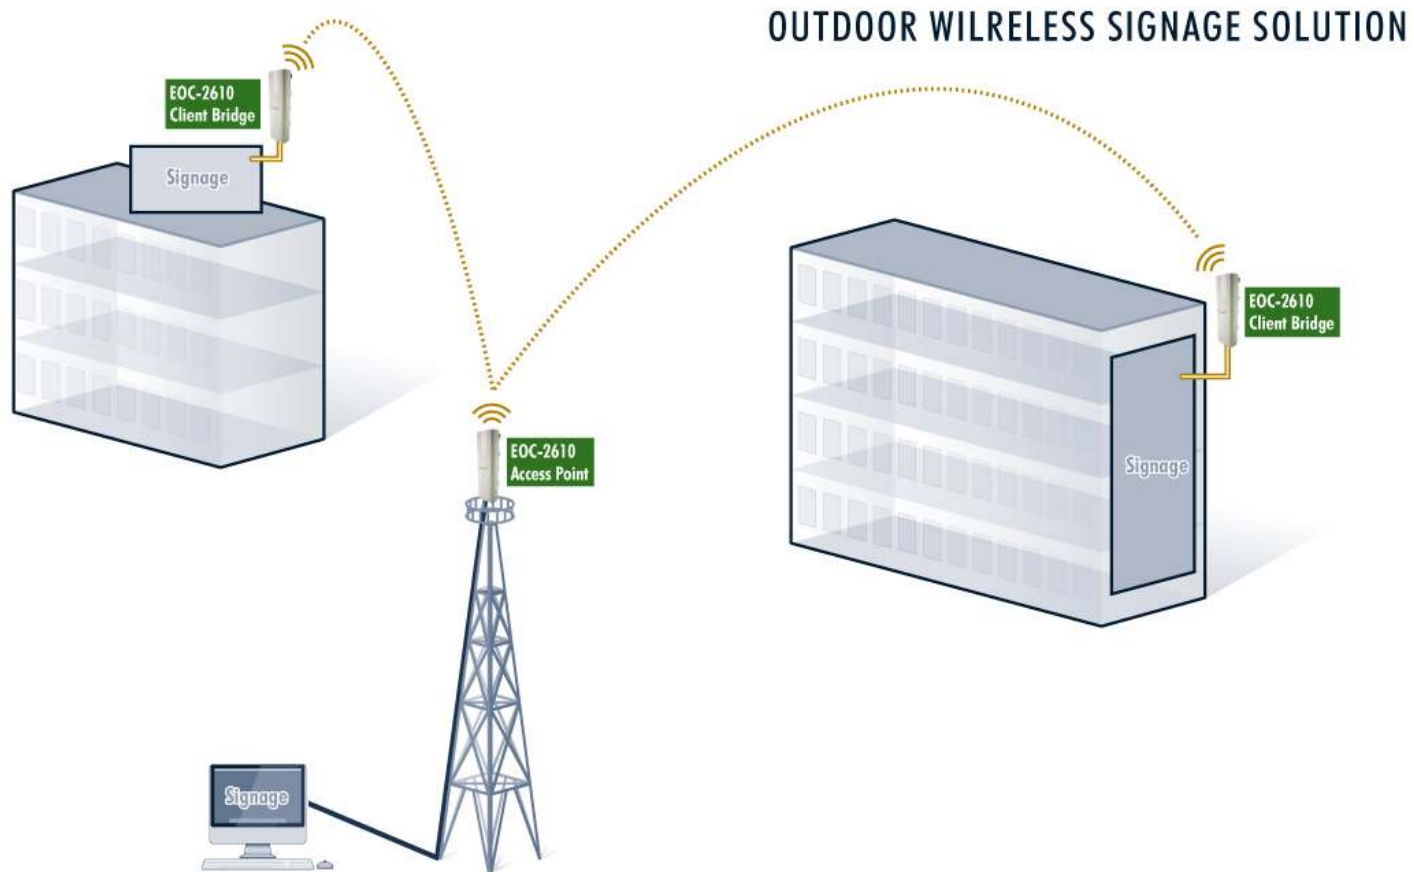 OUTDOOR WILRELESS SIGNAGE SOLUTION
EOC-2610
Client Bridge
Signage
EOC-2610
Client Bridge
Signage
EOC-2610
Access Point
Signage